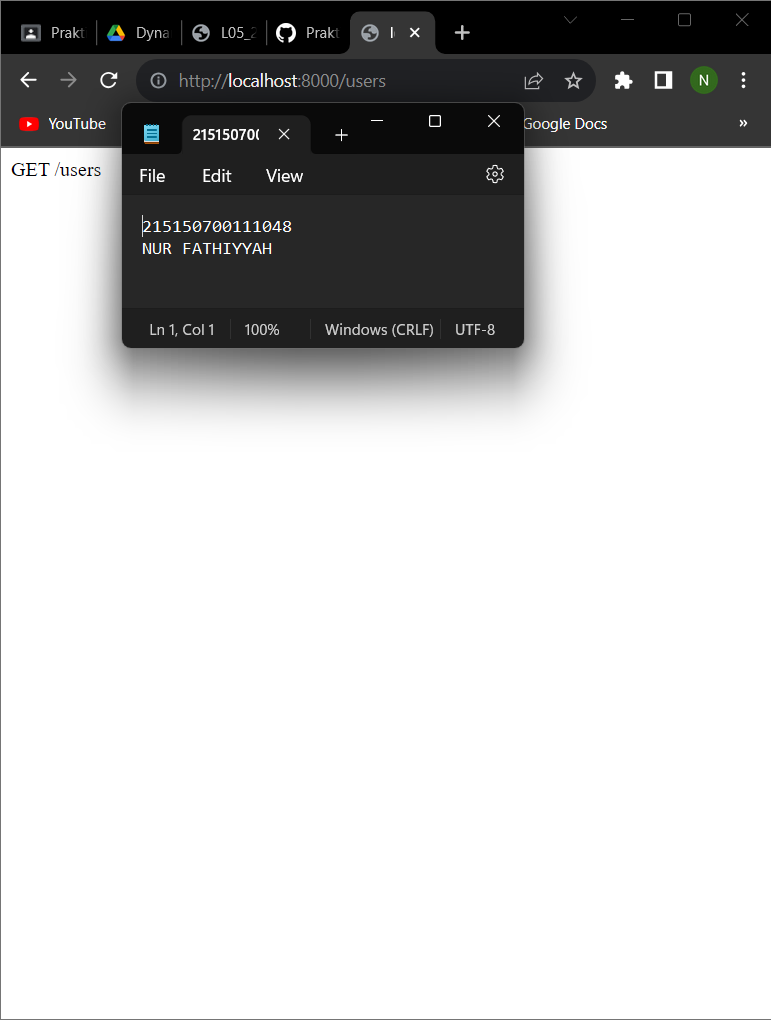 Prakt Dyna L05_2 Prakt
http://localhost:8000/users N
YouTube Google Docs »
215150700
File Edit View
GET /users
215150700111048
NUR FATHIYYAH
Ln 1, Col 1 100% Windows (CRLF) UTF-8